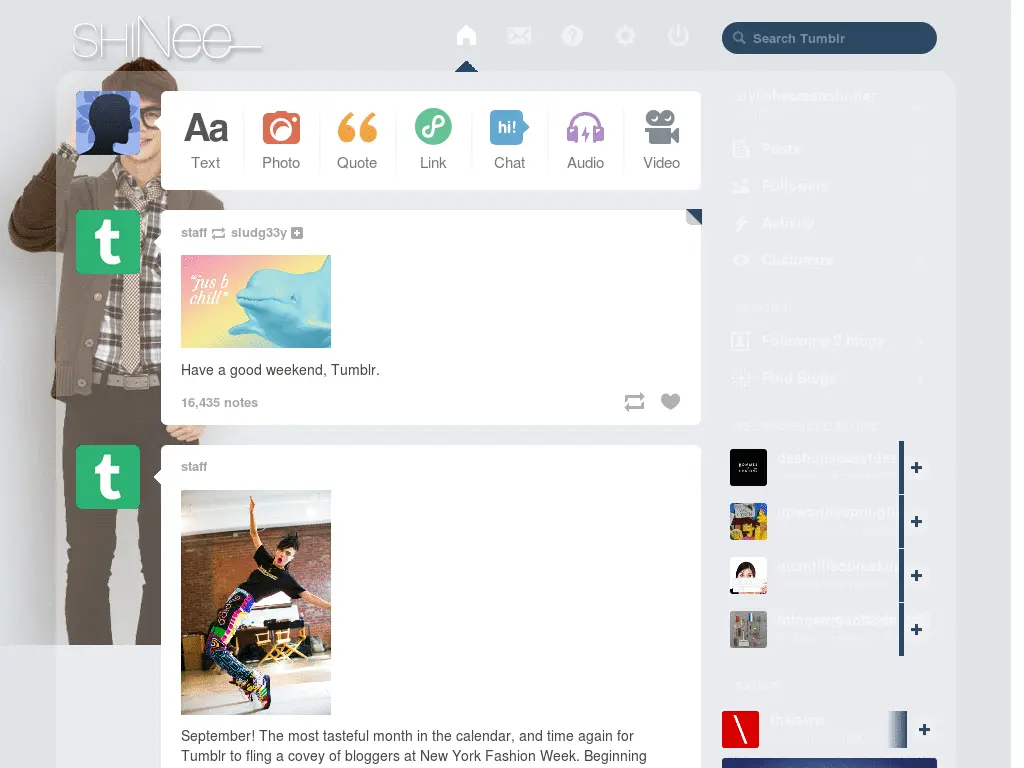 SHINee
Search Tumblr
Aa
hi!
Text
Photo
Quote
Link
Chat
Audio
Video
staff sludg33y
"jus b
chill"
Have a good weekend, Tumblr.
16,435 notes
staff
September! The most tasteful month in the calendar, and time again for
Tumblr to fling a covey of bloggers at New York Fashion Week. Beginning
Posts
Followers
Activity
Customize
Following 2 blogs
Find Blogs